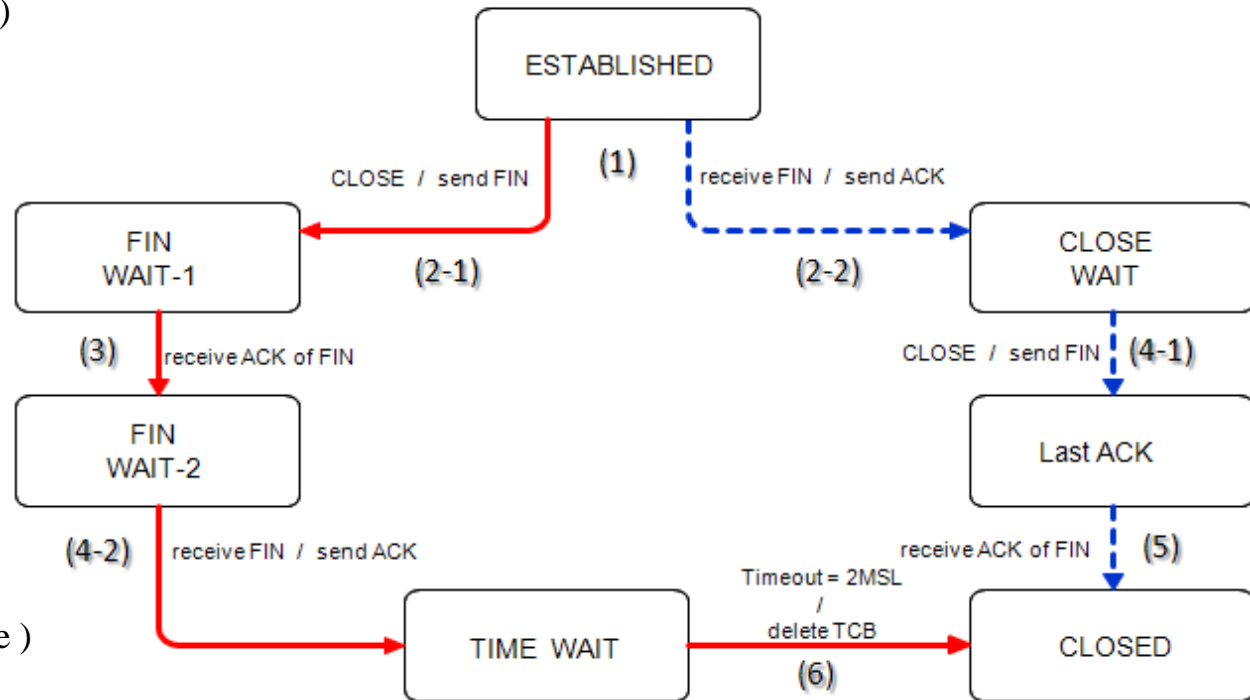 )
ESTABLISHED
(1)
CLOSE / send FIN
receive FIN / send ACK
FIN
WAIT-1
(2-1)
(2-2)
CLOSE
WAIT
(3)
receive ACK of FIN
CLOSE / send FIN
(4-1)
FIN
WAIT-2
Last ACK
(4-2)
receive FIN / send ACK
receive ACK of FIN
(5)
Timeout = 2MSL
/
delete TCB
e )
TIME WAIT
(6)
CLOSED